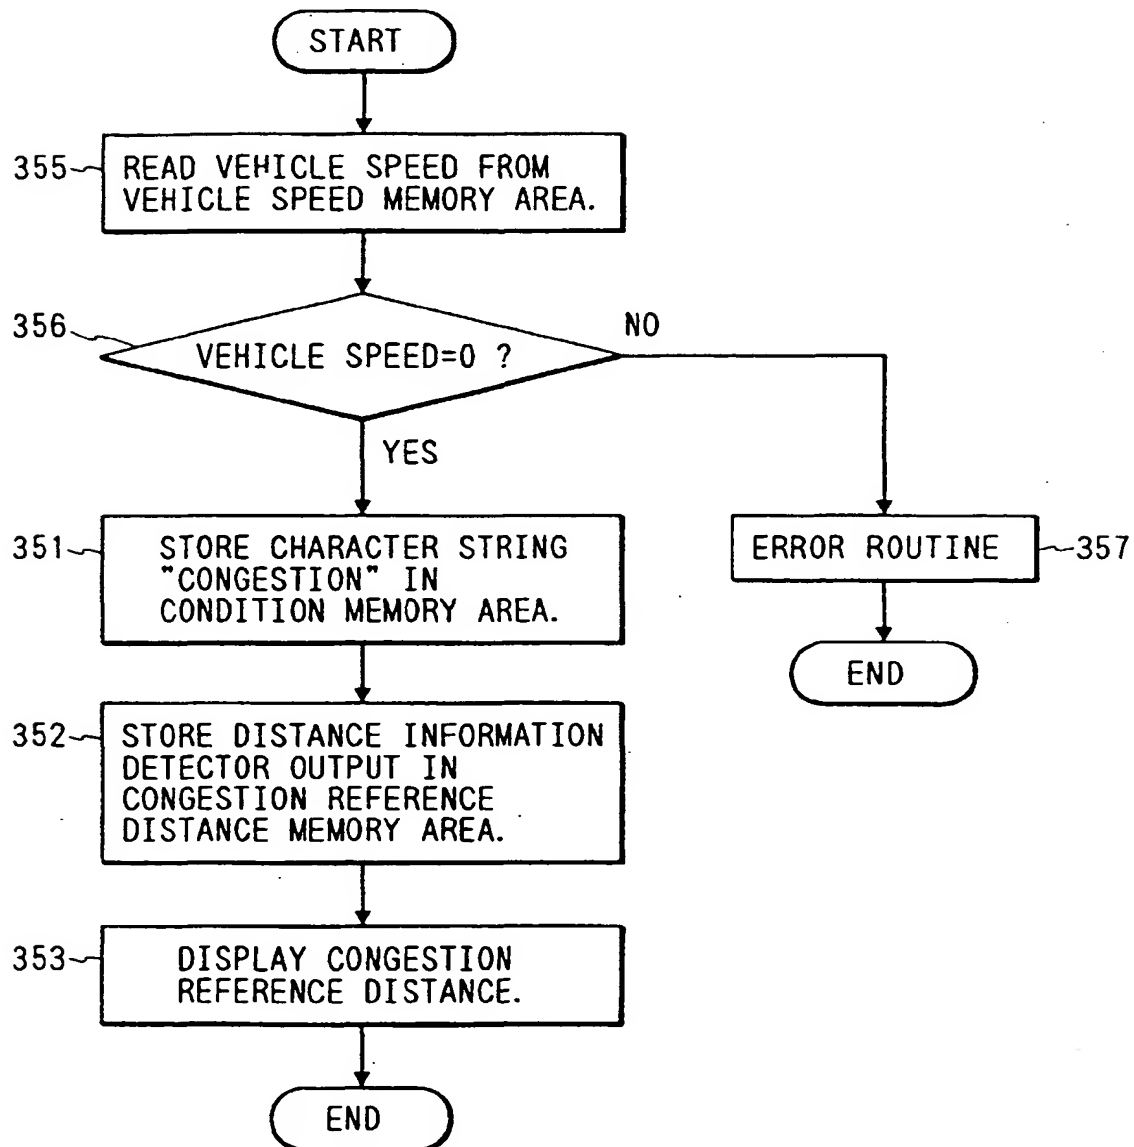 START
355
READ VEHICLE SPEED FROM
VEHICLE SPEED MEMORY AREA.
356
VEHICLE SPEED=0 ?
NO
YES
351
STORE CHARACTER STRING
"CONGESTION" IN
CONDITION MEMORY AREA.
ERROR ROUTINE
357
END
352
STORE DISTANCE INFORMATION
DETECTOR OUTPUT IN
CONGESTION REFERENCE
DISTANCE MEMORY AREA.
353
DISPLAY CONGESTION
REFERENCE DISTANCE.
END